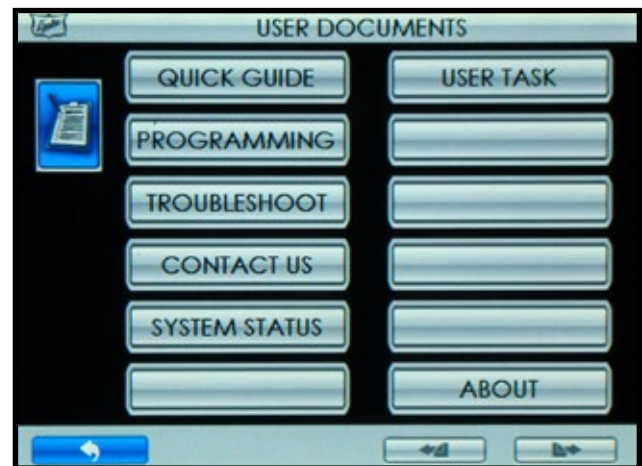 USER DOCUMENTS
QUICK GUIDE
USER TASK
PROGRAMMING
TROUBLESHOOT
CONTACT US
SYSTEM STATUS
ABOUT